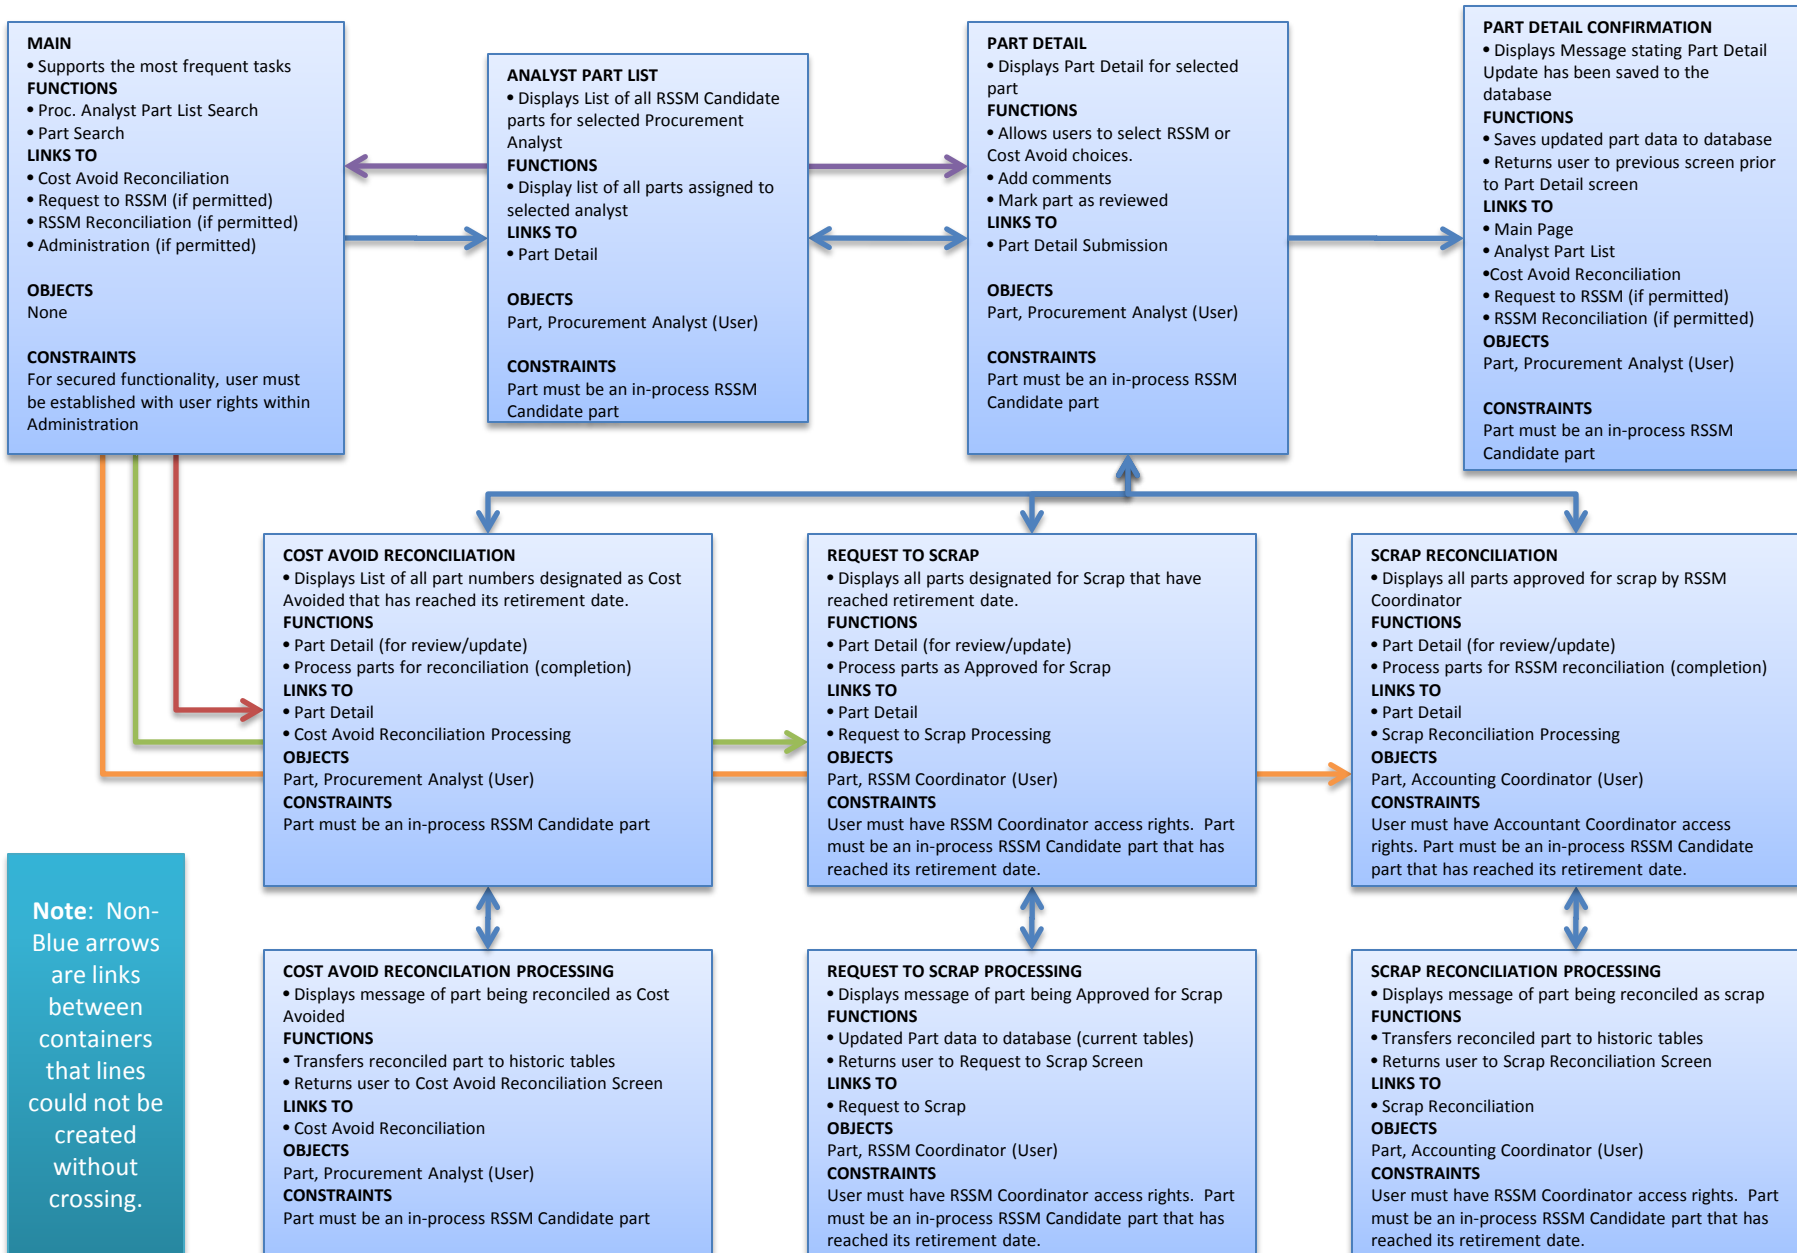 MAIN
• Supports the most frequent tasks
FUNCTIONS
• Proc. Analyst Part List Search
• Part Search
LINKS TO
• Cost Avoid Reconciliation
• Request to RSSM (if permitted)
• RSSM Reconciliation (if permitted)
• Administration (if permitted)
OBJECTS
None
CONSTRAINTS
For secured functionality, user must
be established with user rights within
Administration
ANALYST PART LIST
• Displays List of all RSSM Candidate
parts for selected Procurement
Analyst
FUNCTIONS
• Display list of all parts assigned to
selected analyst
LINKS TO
• Part Detail
OBJECTS
Part, Procurement Analyst (User)
CONSTRAINTS
Part must be an in-process RSSM
Candidate part
PART DETAIL
• Displays Part Detail for selected
part
FUNCTIONS
• Allows users to select RSSM or
Cost Avoid choices.
• Add comments
• Mark part as reviewed
LINKS TO
• Part Detail Submission
OBJECTS
Part, Procurement Analyst (User)
CONSTRAINTS
Part must be an in-process RSSM
Candidate part
PART DETAIL CONFIRMATION
• Displays Message stating Part Detail
Update has been saved to the
database
FUNCTIONS
• Saves updated part data to database
• Returns user to previous screen prior
to Part Detail screen
LINKS TO
• Main Page
• Analyst Part List
•Cost Avoid Reconciliation
• Request to RSSM (if permitted)
• RSSM Reconciliation (if permitted)
OBJECTS
Part, Procurement Analyst (User)
CONSTRAINTS
Part must be an in-process RSSM
Candidate part
COST AVOID RECONCILIATION
• Displays List of all part numbers designated as Cost
Avoided that has reached its retirement date.
FUNCTIONS
• Part Detail (for review/update)
• Process parts for reconciliation (completion)
LINKS TO
• Part Detail
• Cost Avoid Reconciliation Processing
OBJECTS
Part, Procurement Analyst (User)
CONSTRAINTS
Part must be an in-process RSSM Candidate part
REQUEST TO SCRAP
• Displays all parts designated for Scrap that have
reached retirement date.
FUNCTIONS
• Part Detail (for review/update)
• Process parts as Approved for Scrap
LINKS TO
• Part Detail
• Request to Scrap Processing
OBJECTS
Part, RSSM Coordinator (User)
CONSTRAINTS
User must have RSSM Coordinator access rights.  Part
must be an in-process RSSM Candidate part that has
reached its retirement date.
SCRAP RECONCILIATION
• Displays all parts approved for scrap by RSSM
Coordinator
FUNCTIONS
• Part Detail (for review/update)
• Process parts for RSSM reconciliation (completion)
LINKS TO
• Part Detail
• Scrap Reconciliation Processing
OBJECTS
Part, Accounting Coordinator (User)
CONSTRAINTS
User must have Accountant Coordinator access
rights. Part must be an in-process RSSM Candidate
part that has reached its retirement date.
Note:  Non-
Blue arrows
are links
between
containers
that lines
could not be
created
without
crossing.
COST AVOID RECONCILATION PROCESSING
• Displays message of part being reconciled as Cost
Avoided
FUNCTIONS
• Transfers reconciled part to historic tables
• Returns user to Cost Avoid Reconciliation Screen
LINKS TO
• Cost Avoid Reconciliation
OBJECTS
Part, Procurement Analyst (User)
CONSTRAINTS
Part must be an in-process RSSM Candidate part
REQUEST TO SCRAP PROCESSING
• Displays message of part being Approved for Scrap
FUNCTIONS
• Updated Part data to database (current tables)
• Returns user to Request to Scrap Screen
LINKS TO
• Request to Scrap
OBJECTS
Part, RSSM Coordinator (User)
CONSTRAINTS
User must have RSSM Coordinator access rights.  Part
must be an in-process RSSM Candidate part that has
reached its retirement date.
SCRAP RECONCILIATION PROCESSING
• Displays message of part being reconciled as scrap
FUNCTIONS
• Transfers reconciled part to historic tables
• Returns user to Scrap Reconciliation Screen
LINKS TO
• Scrap Reconciliation
OBJECTS
Part, Accounting Coordinator (User)
CONSTRAINTS
User must have RSSM Coordinator access rights.  Part
must be an in-process RSSM Candidate part that has
reached its retirement date.